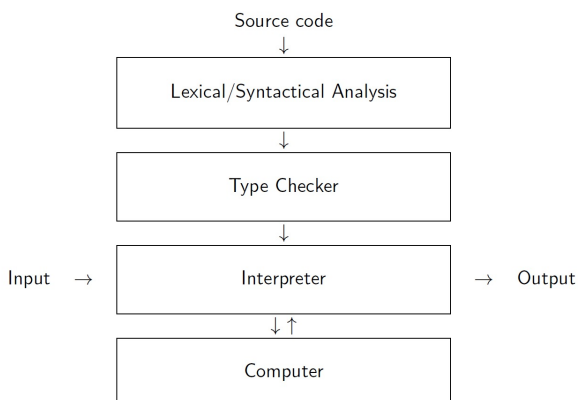 Source code
↓
Lexical/Syntactical Analysis
↓
Type Checker
↓
Input → Interpreter → Output
↓↑
Computer